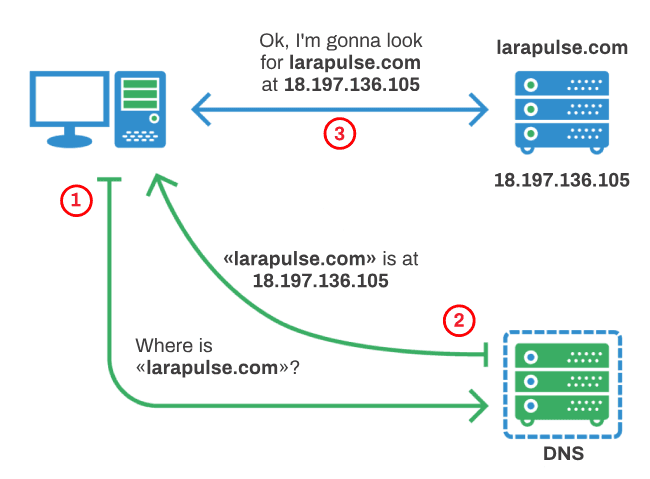 Ok, I'm gonna look
for larapulse.com
at 18.197.136.105
larapulse.com
3
18.197.136.105
1
«larapulse.com» is at
18.197.136.105
2
Where is
«larapulse.com»?
DNS